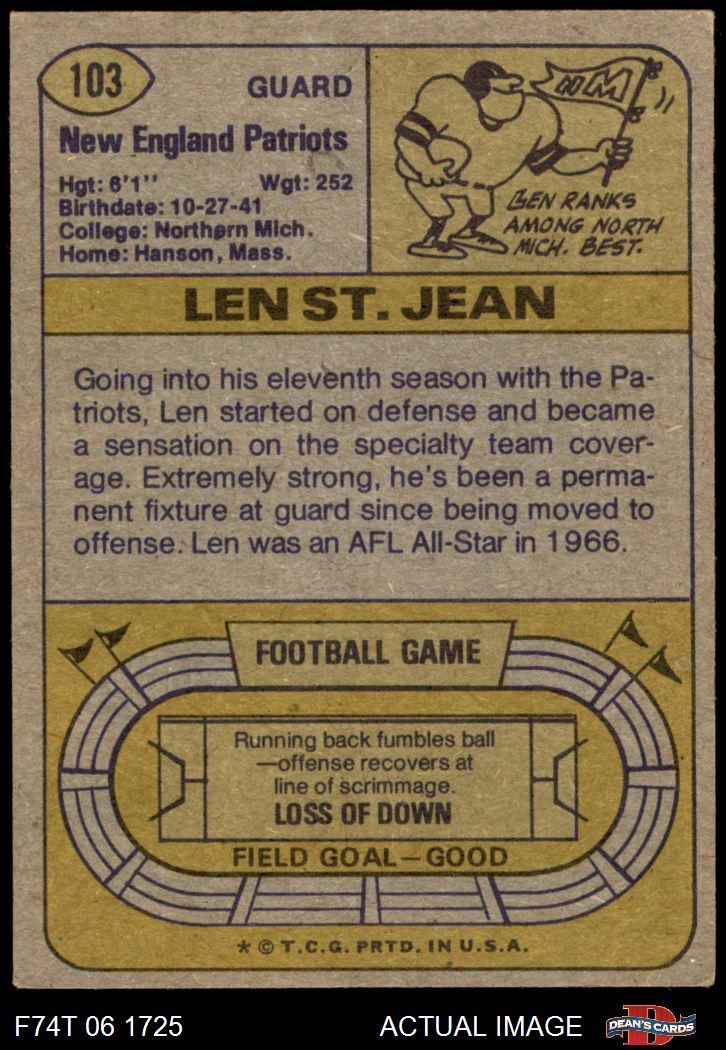 103
GUARD
New England Patriots
Hgt: 6'1" Wgt: 252
Birthdate: 10-27-41
College: Northern Mich.
Home: Hanson, Mass.
NM
LEN RANKS
AMONG NORTH
MICH. BEST.
LEN ST. JEAN
Going into his eleventh season with the Pa-
triots, Len started on defense and became
a sensation on the specialty team cover-
age. Extremely strong, he's been a perma-
nent fixture at guard since being moved to
offense. Len was an AFL All-Star in 1966.
FOOTBALL GAME
Running back fumbles ball
—offense recovers at
line of scrimmage.
LOSS OF DOWN
FIELD GOAL—GOOD
* © T.C.G. PRTD. IN U.S.A.
F74T 06 1725
ACTUAL IMAGE
D
DEAN'S CARDS